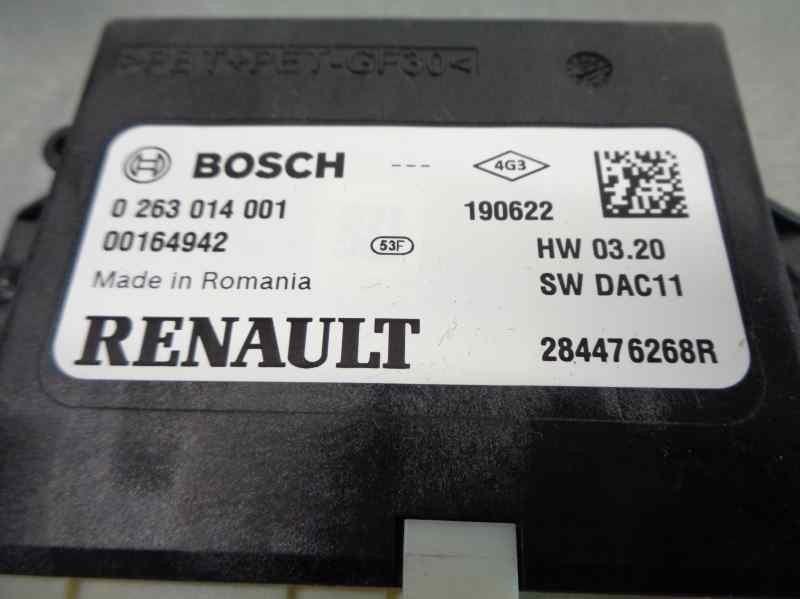 >PET+PET-GF30<
BOSCH --- 4G3
0 263 014 001 190622
00164942 53F HW 03.20
Made in Romania SW DAC11
RENAULT 284476268R